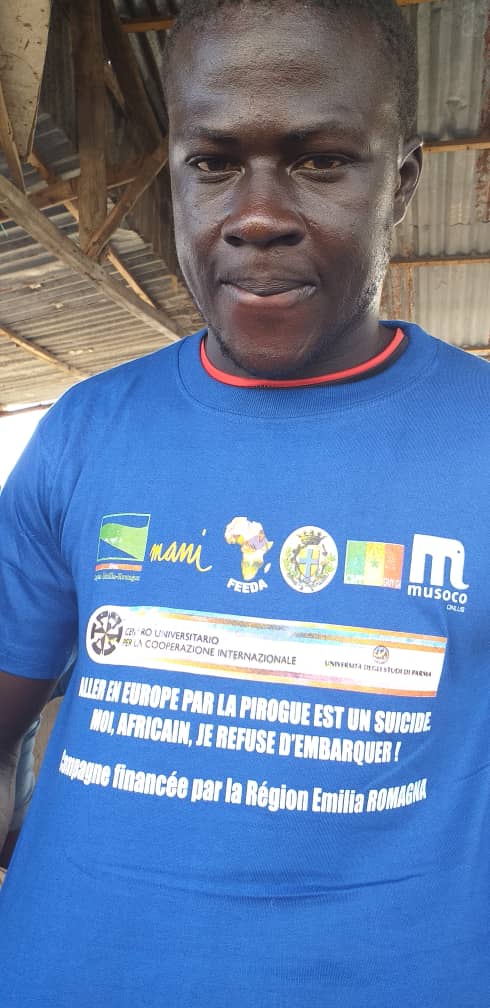 mani
FEEDA
musoco
ONLUS
CENTRO UNIVERSITARIO
PER LA COOPERAZIONE INTERNAZIONALE
UNIVERSITÀ DEGLI STUDI DI PARMA
ALLER EN EUROPE PAR LA PIROGUE EST UN SUICIDE.
MOI, AFRICAIN, JE REFUSE D'EMBARQUER !
Campagne financée par la Région Emilia ROMAGNA